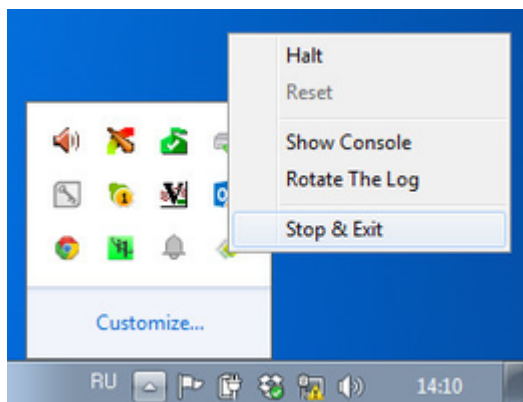 Halt
Reset
Show Console
Rotate The Log
Stop & Exit
Customize...
RU
14:10